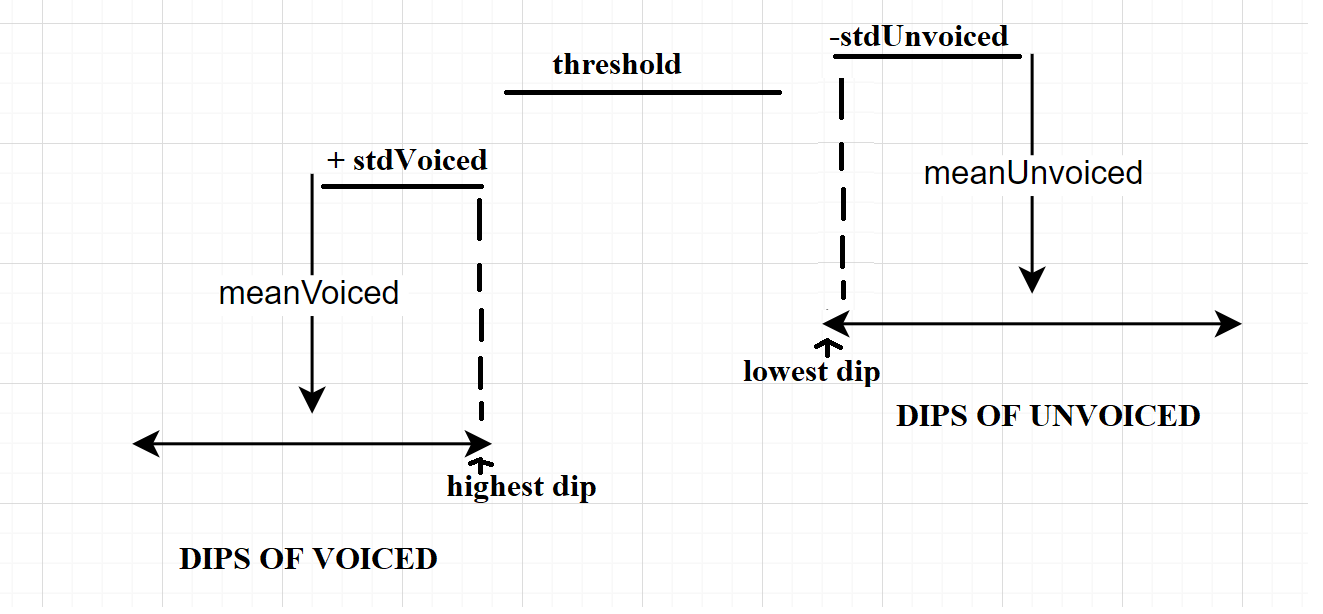 -stdUnvoiced
threshold
+ stdVoiced
meanUnvoiced
meanVoiced
lowest dip
DIPS OF UNVOICED
highest dip
DIPS OF VOICED